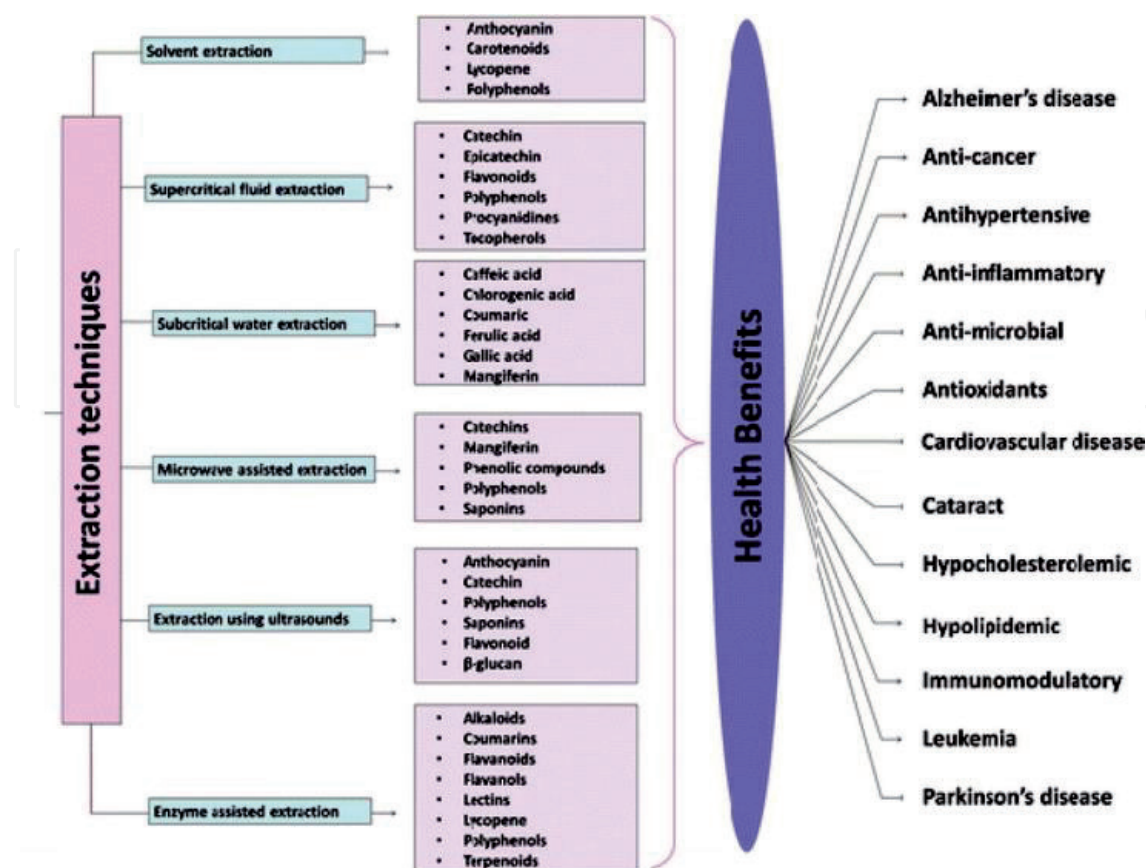 Extraction techniques
Solvent extraction
• Anthocyanin
• Carotenoids
• Lycopene
• Polyphenols
Supercritical fluid extraction
• Catechin
• Epicatechin
• Flavonoids
• Polyphenols
• Procyanidines
• Tocopherols
Subcritical water extraction
• Caffeic acid
• Chlorogenic acid
• Coumaric
• Ferulic acid
• Gallic acid
• Mangiferin
Microwave assisted extraction
• Catechins
• Mangiferin
• Phenolic compounds
• Polyphenols
• Saponins
Extraction using ultrasounds
• Anthocyanin
• Catechin
• Polyphenols
• Saponins
• Flavonoid
• β-glucan
Enzyme assisted extraction
• Alkaloids
• Coumarins
• Flavanoids
• Flavanols
• Lectins
• Lycopene
• Polyphenols
• Terpenoids
Health Benefits
Alzheimer's disease
Anti-cancer
Antihypertensive
Anti-inflammatory
Anti-microbial
Antioxidants
Cardiovascular disease
Cataract
Hypocholesterolemic
Hypolipidemic
Immunomodulatory
Leukemia
Parkinson's disease